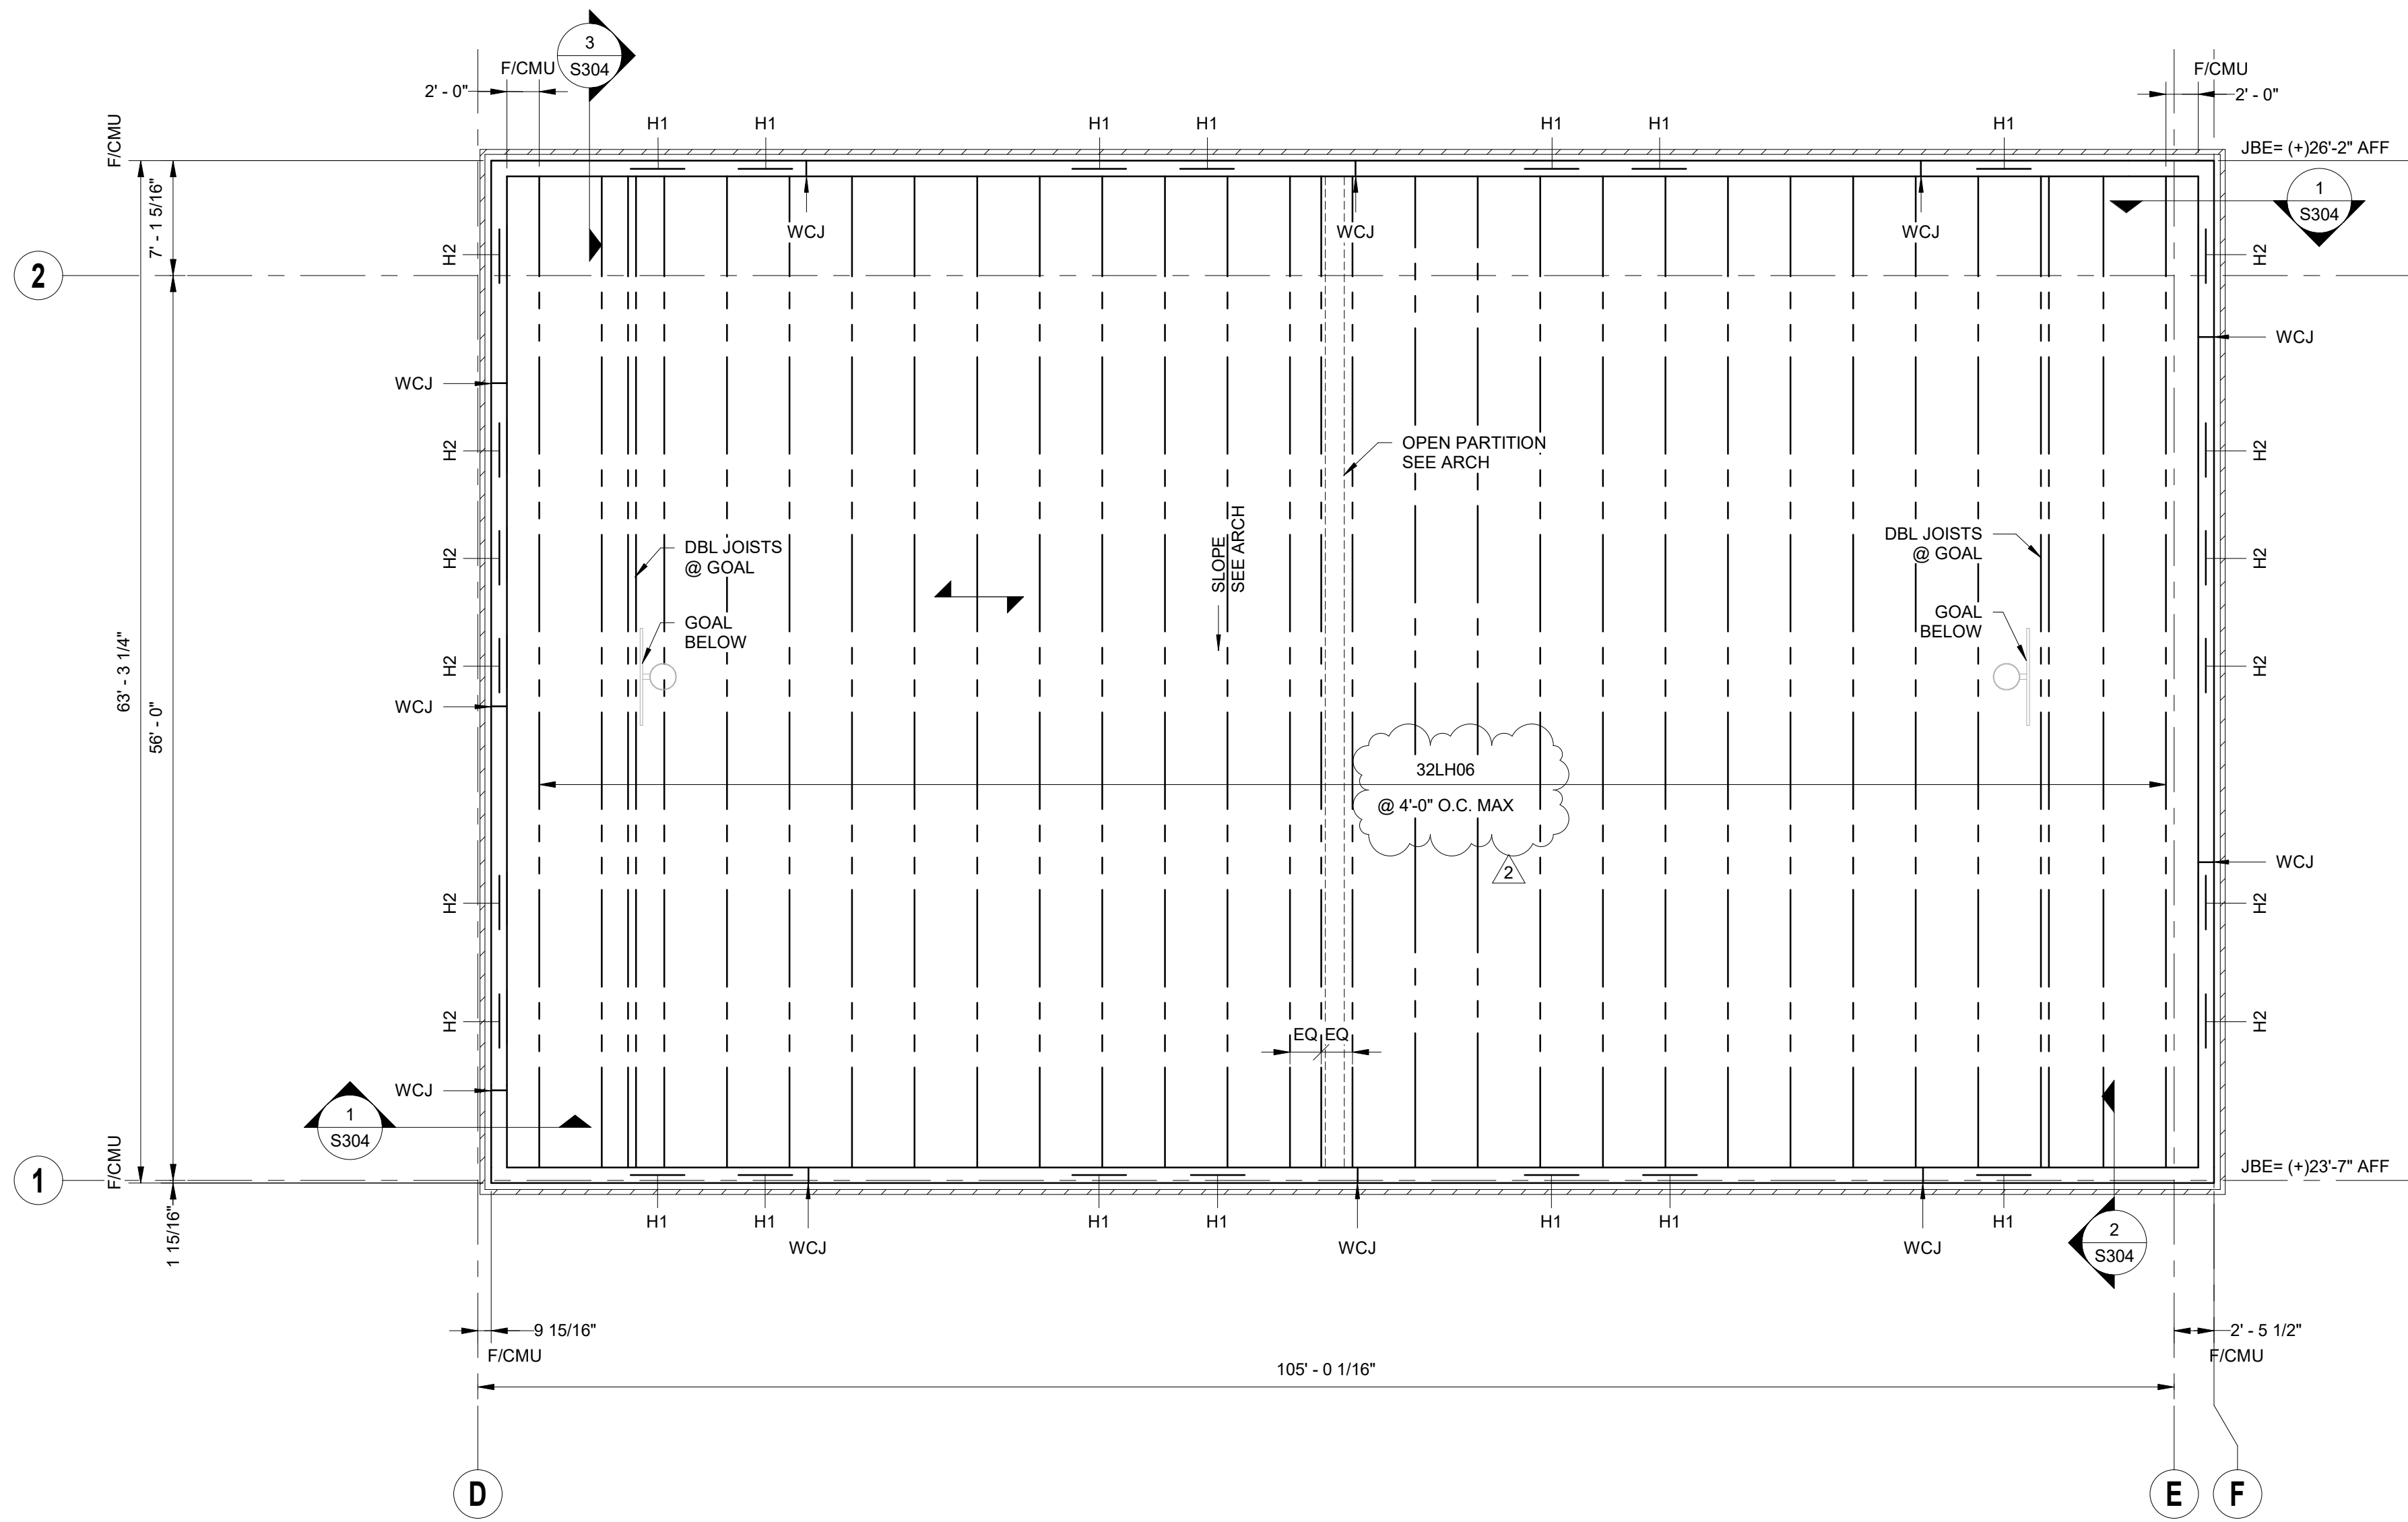 3
S304
F/CMU
2' - 0"
F/CMU
2' - 0"
H1
H1
H1
H1
H1
H1
H1
F/CMU
JBE= (+)26'-2" AFF
1
S304
7' - 1 5/16"
WCJ
WCJ
WCJ
H2
H2
2
WCJ
WCJ
H2
OPEN PARTITION
SEE ARCH
H2
H2
DBL JOISTS
@ GOAL
SLOPE
SEE ARCH
DBL JOISTS
@ GOAL
H2
GOAL
BELOW
GOAL
BELOW
63' - 3 1/4"
56' - 0"
H2
H2
WCJ
32LH06
@ 4'-0" O.C. MAX
2
WCJ
H2
H2
H2
EQ
EQ
H2
WCJ
1
S304
F/CMU
1
JBE= (+)23'-7" AFF
1 15/16"
H1
H1
H1
H1
H1
H1
H1
WCJ
WCJ
WCJ
2
S304
9 15/16"
F/CMU
2' - 5 1/2"
F/CMU
105' - 0 1/16"
D
E
F